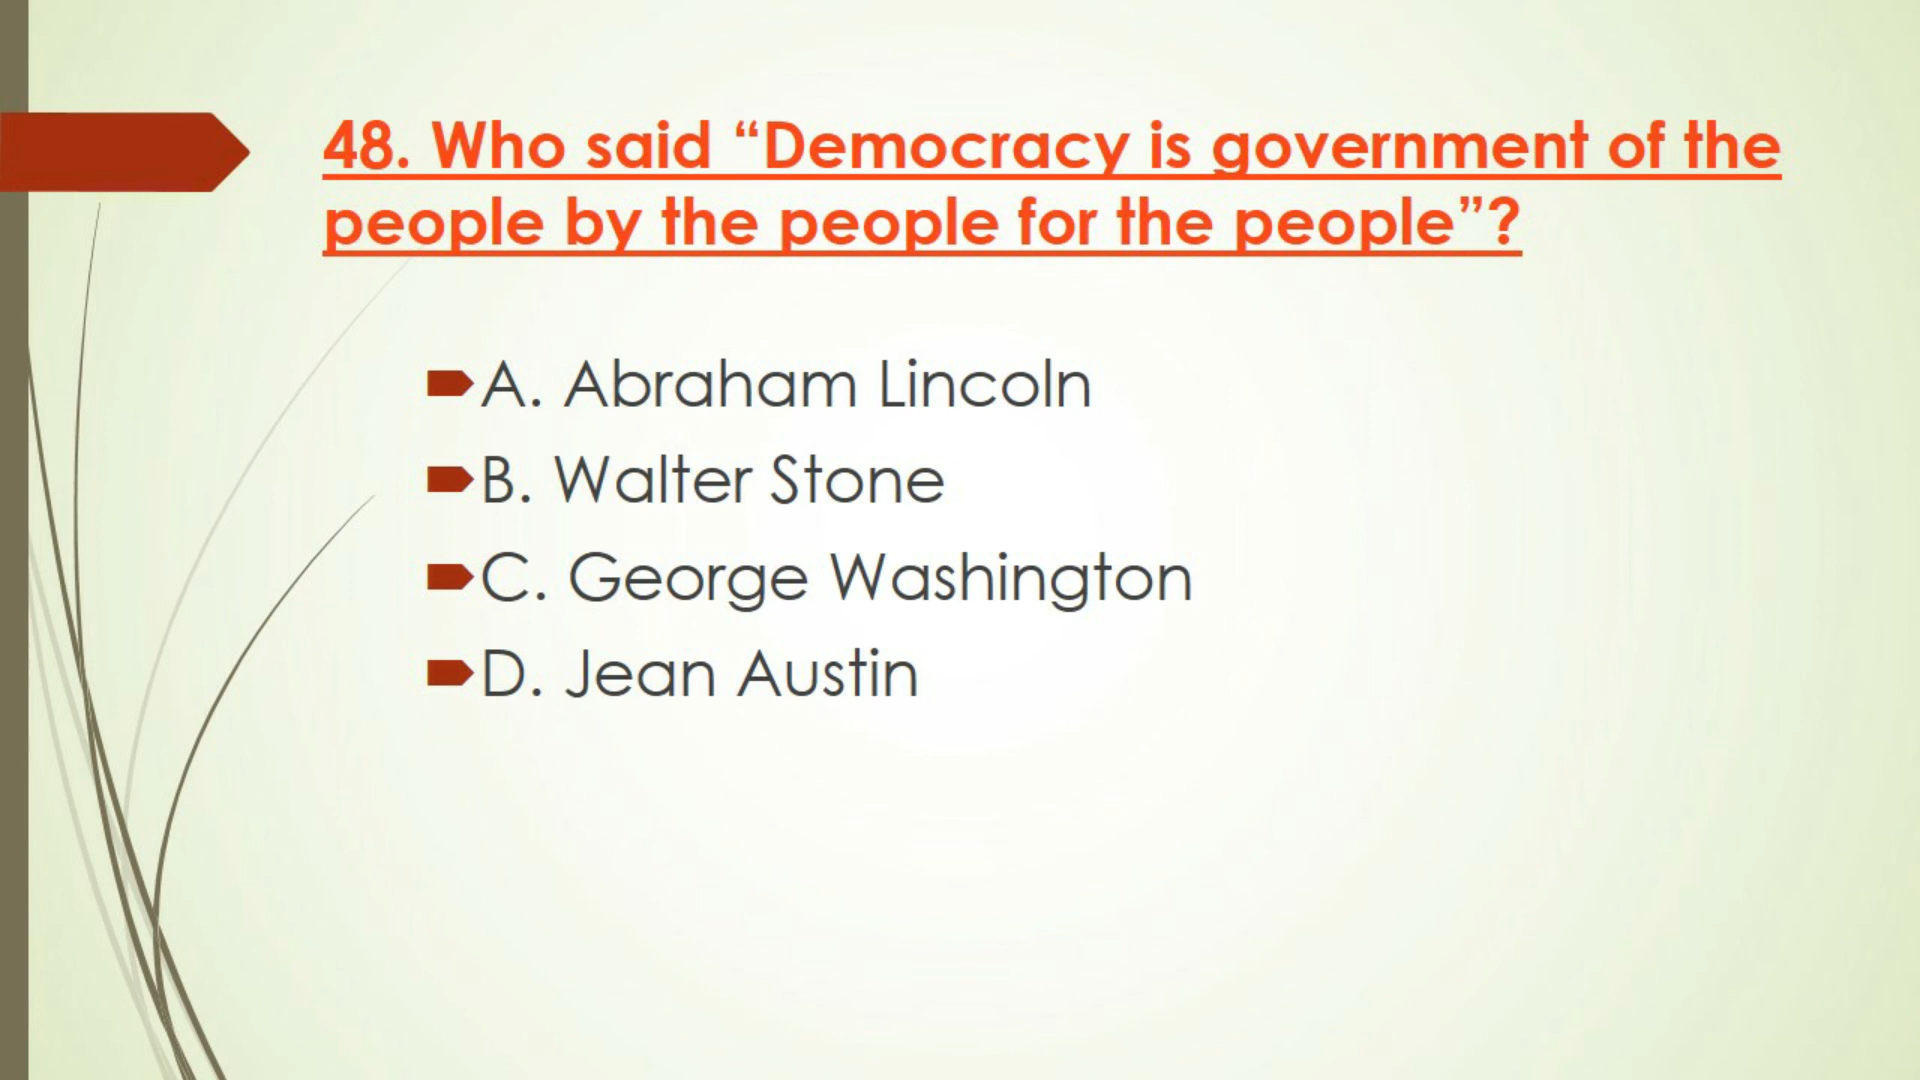 48. Who said “Democracy is government of the
people by the people for the people”?
A. Abraham Lincoln
B. Walter Stone
C. George Washington
D. Jean Austin